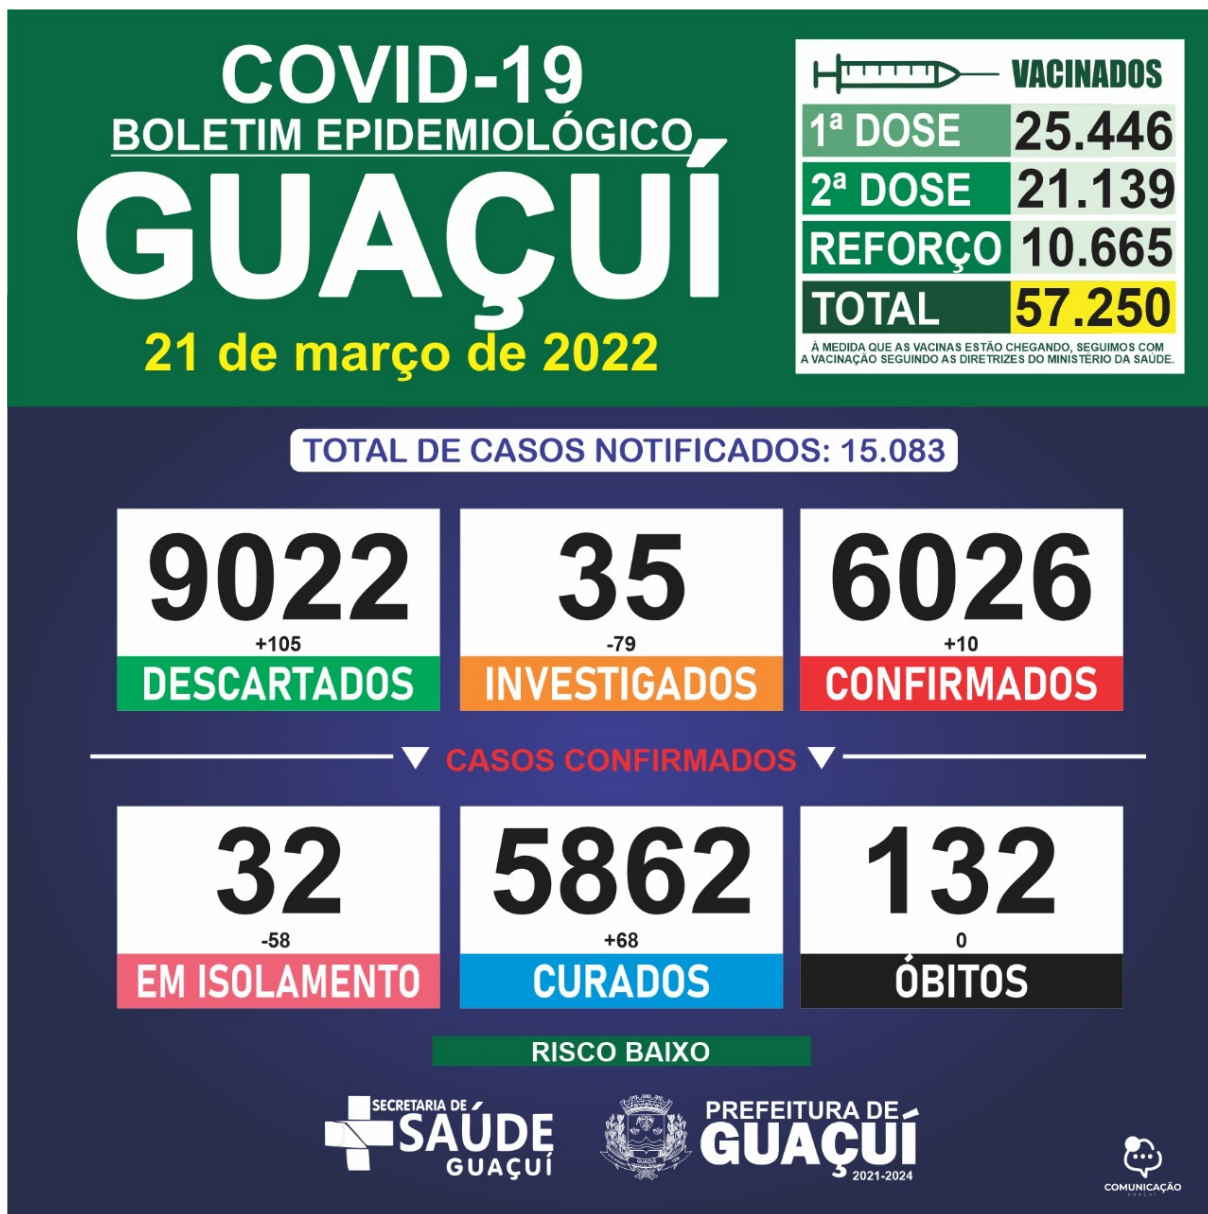 COVID-19
BOLETIM EPIDEMIOLÓGICO
GUAÇUÍ
21 de março de 2022
VACINADOS
1ª DOSE 25.446
2ª DOSE 21.139
REFORÇO 10.665
TOTAL 57.250
À MEDIDA QUE AS VACINAS ESTÃO CHEGANDO, SEGUIMOS COM
A VACINAÇÃO SEGUINDO AS DIRETRIZES DO MINISTÉRIO DA SAÚDE.
TOTAL DE CASOS NOTIFICADOS: 15.083
9022
+105
DESCARTADOS
35
-79
INVESTIGADOS
6026
+10
CONFIRMADOS
CASOS CONFIRMADOS
32
-58
EM ISOLAMENTO
5862
+68
CURADOS
132
0
ÓBITOS
RISCO BAIXO
SECRETARIA DE
SAÚDE
GUAÇUÍ
PREFEITURA DE
GUAÇUÍ
2021-2024
COMUNICAÇÃO